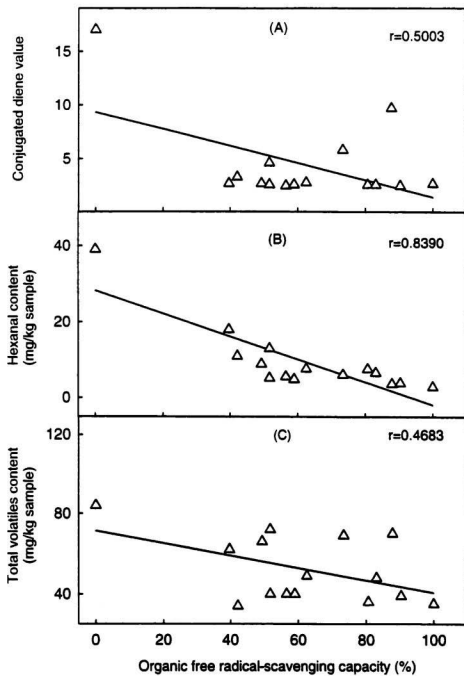 (A)
r=0.5003
15
10
5
Conjugated diene value
(B)
r=0.8390
40
20
0
Hexanal content
(mg/kg sample)
(C)
r=0.4683
120
80
40
Total volatiles content
(mg/kg sample)
0 20 40 60 80 100
Organic free radical-scavenging capacity (%)